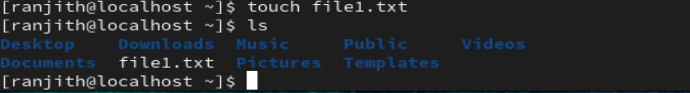 [ranjith@localhost ~]$ touch file1.txt
[ranjith@localhost ~]$ ls
Desktop    Downloads  Music     Public     Videos
Documents  file1.txt  Pictures  Templates
[ranjith@localhost ~]$